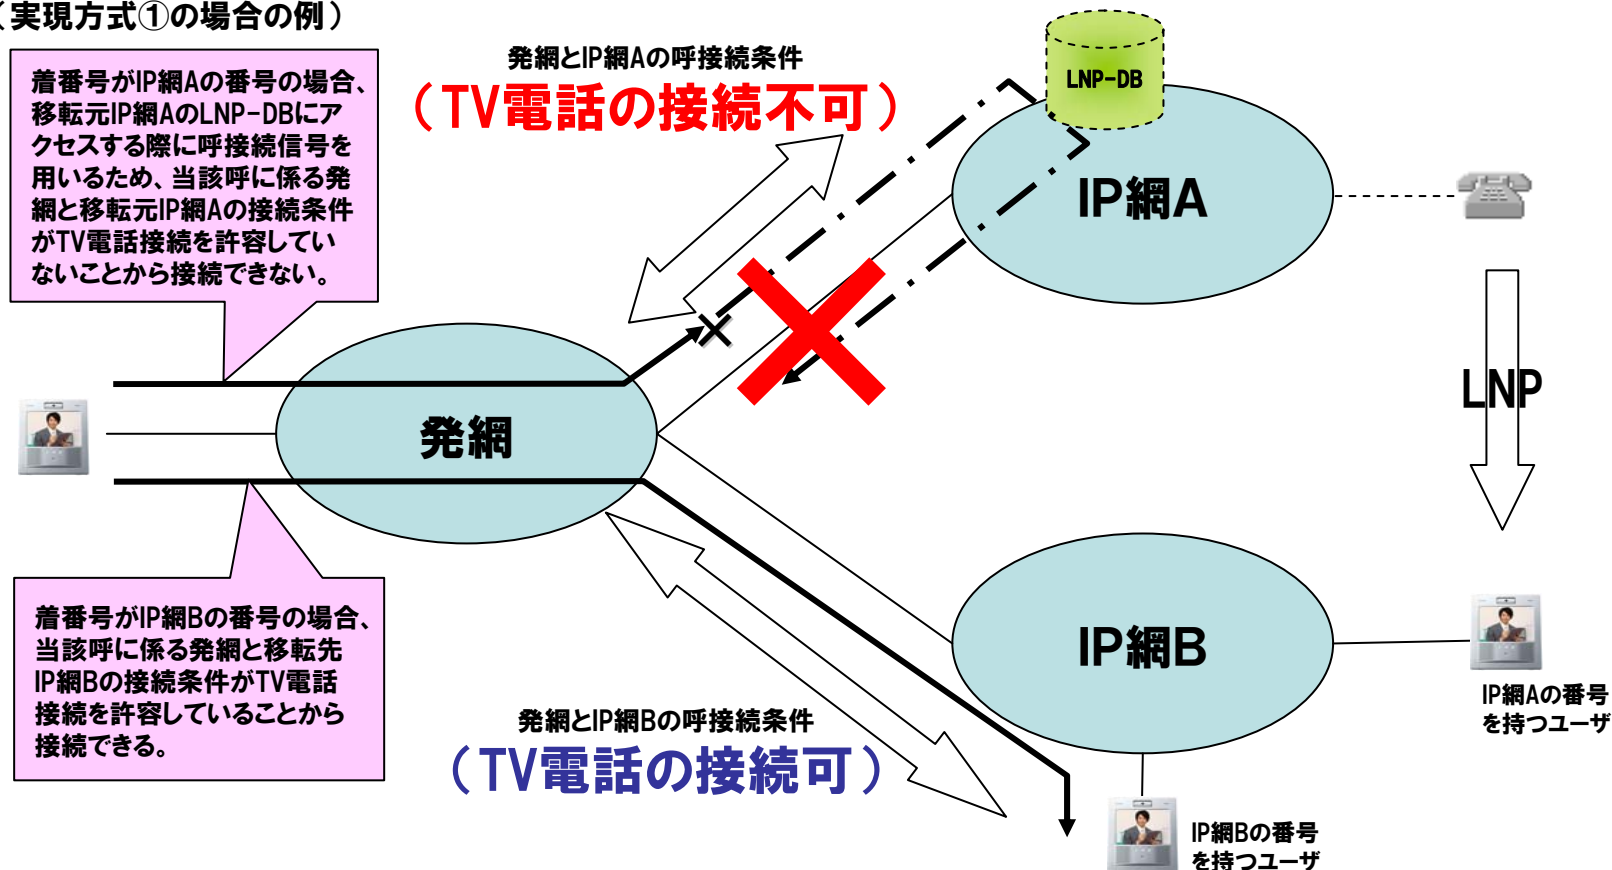 （実現方式①の場合の例）
着番号がIP網Aの番号の場合、
移転元IP網AのLNP-DBにア
クセスする際に呼接続信号を
用いるため、当該呼に係る発
網と移転元IP網Aの接続条件
がTV電話接続を許容してい
ないことから接続できない。
発網とIP網Aの呼接続条件
（TV電話の接続不可）
LNP-DB
IP網A
LNP
発網
着番号がIP網Bの番号の場合、
当該呼に係る発網と移転先
IP網Bの接続条件がTV電話
接続を許容していることから
接続できる。
発網とIP網Bの呼接続条件
（TV電話の接続可）
IP網B
IP網Aの番号
を持つユーザ
IP網Bの番号
を持つユーザ